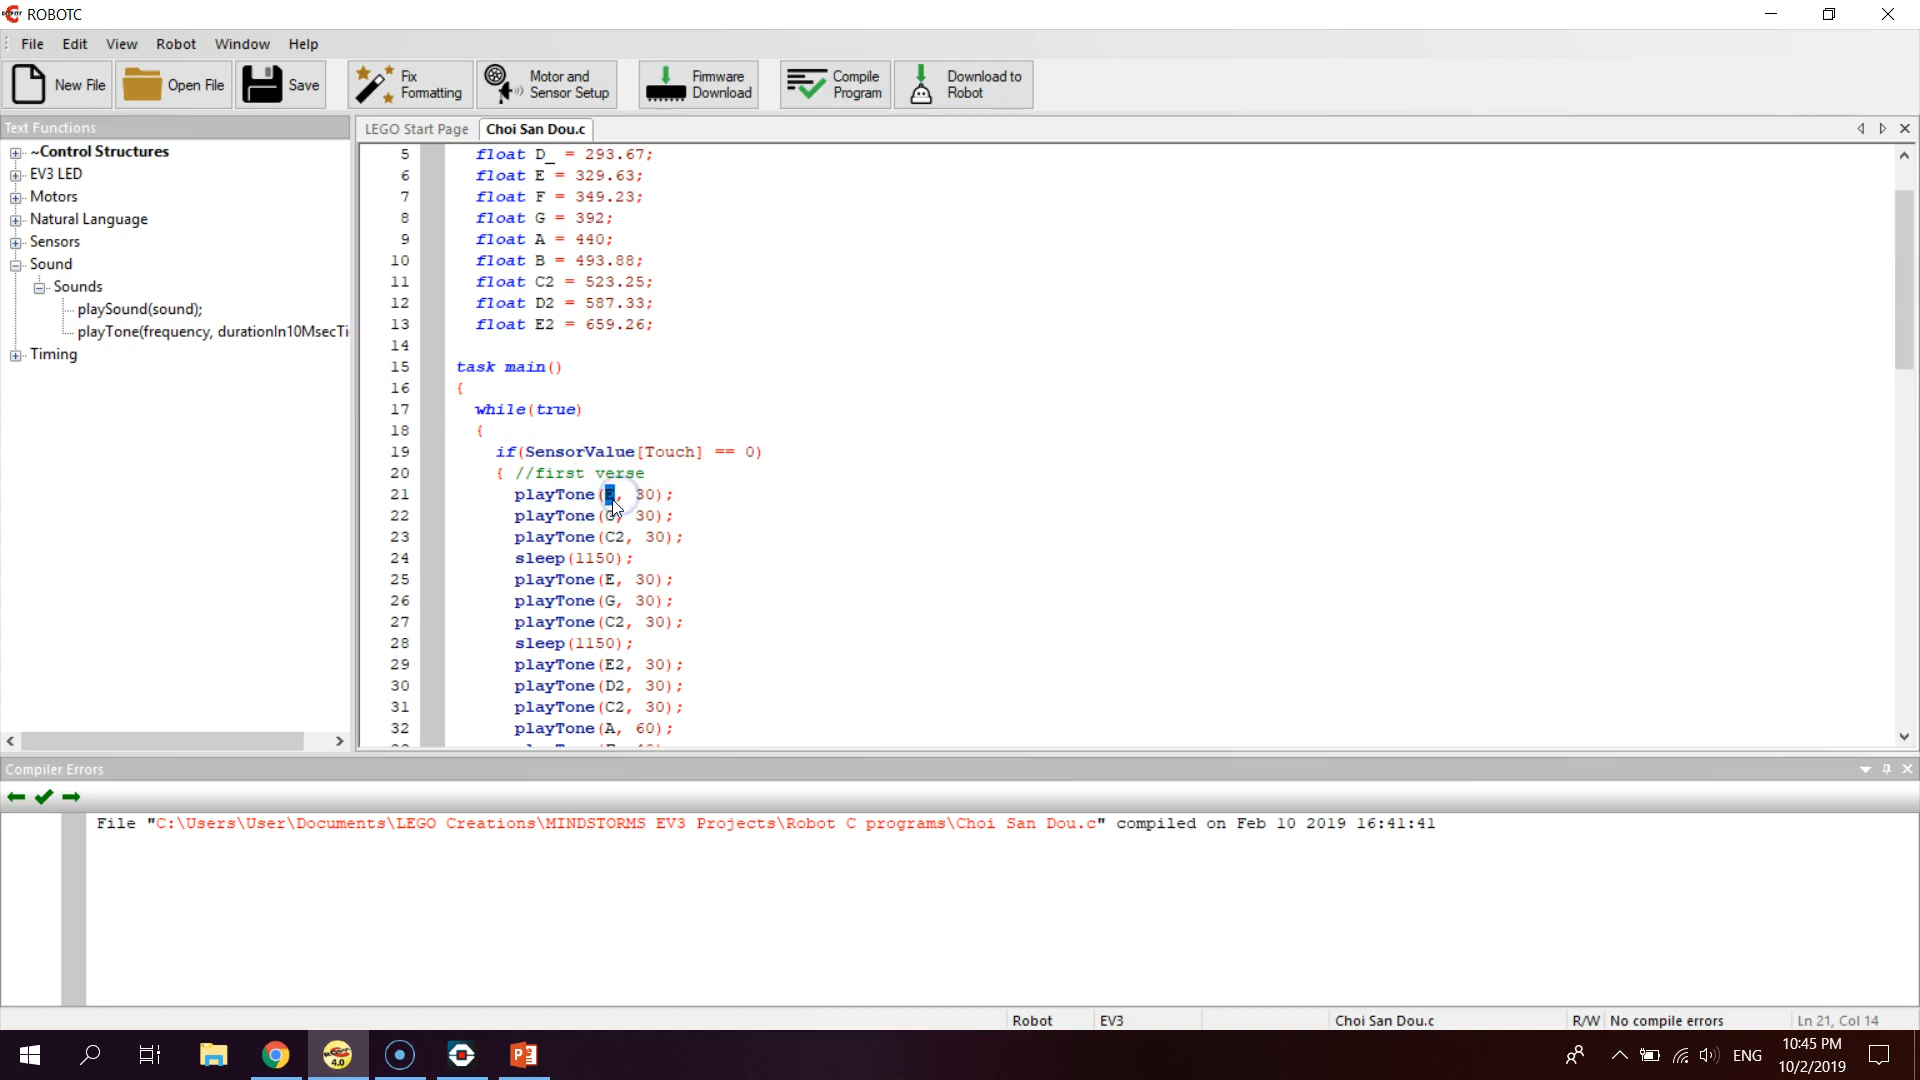 ROBOTC
File Edit View Robot Window Help
New File Open File Save Fix Formatting Motor and Sensor Setup Firmware Download Compile Program Download to Robot
Text Functions
~Control Structures
EV3 LED
Motors
Natural Language
Sensors
Sound
Sounds
playSound(sound);
playTone(frequency, durationIn10MsecTi
Timing
LEGO Start Page Choi San Dou.c
5 float D_ = 293.67;
6 float E = 329.63;
7 float F = 349.23;
8 float G = 392;
9 float A = 440;
10 float B = 493.88;
11 float C2 = 523.25;
12 float D2 = 587.33;
13 float E2 = 659.26;
14
15 task main()
16 {
17 while(true)
18 {
19 if(SensorValue[Touch] == 0)
20 { //first verse
21 playTone(E, 30);
22 playTone(G, 30);
23 playTone(C2, 30);
24 sleep(1150);
25 playTone(E, 30);
26 playTone(G, 30);
27 playTone(C2, 30);
28 sleep(1150);
29 playTone(E2, 30);
30 playTone(D2, 30);
31 playTone(C2, 30);
32 playTone(A, 60);
Compiler Errors
File "C:\Users\User\Documents\LEGO Creations\MINDSTORMS EV3 Projects\Robot C programs\Choi San Dou.c" compiled on Feb 10 2019 16:41:41
Robot EV3 Choi San Dou.c R/W No compile errors Ln 21, Col 14
ENG
10:45 PM
10/2/2019